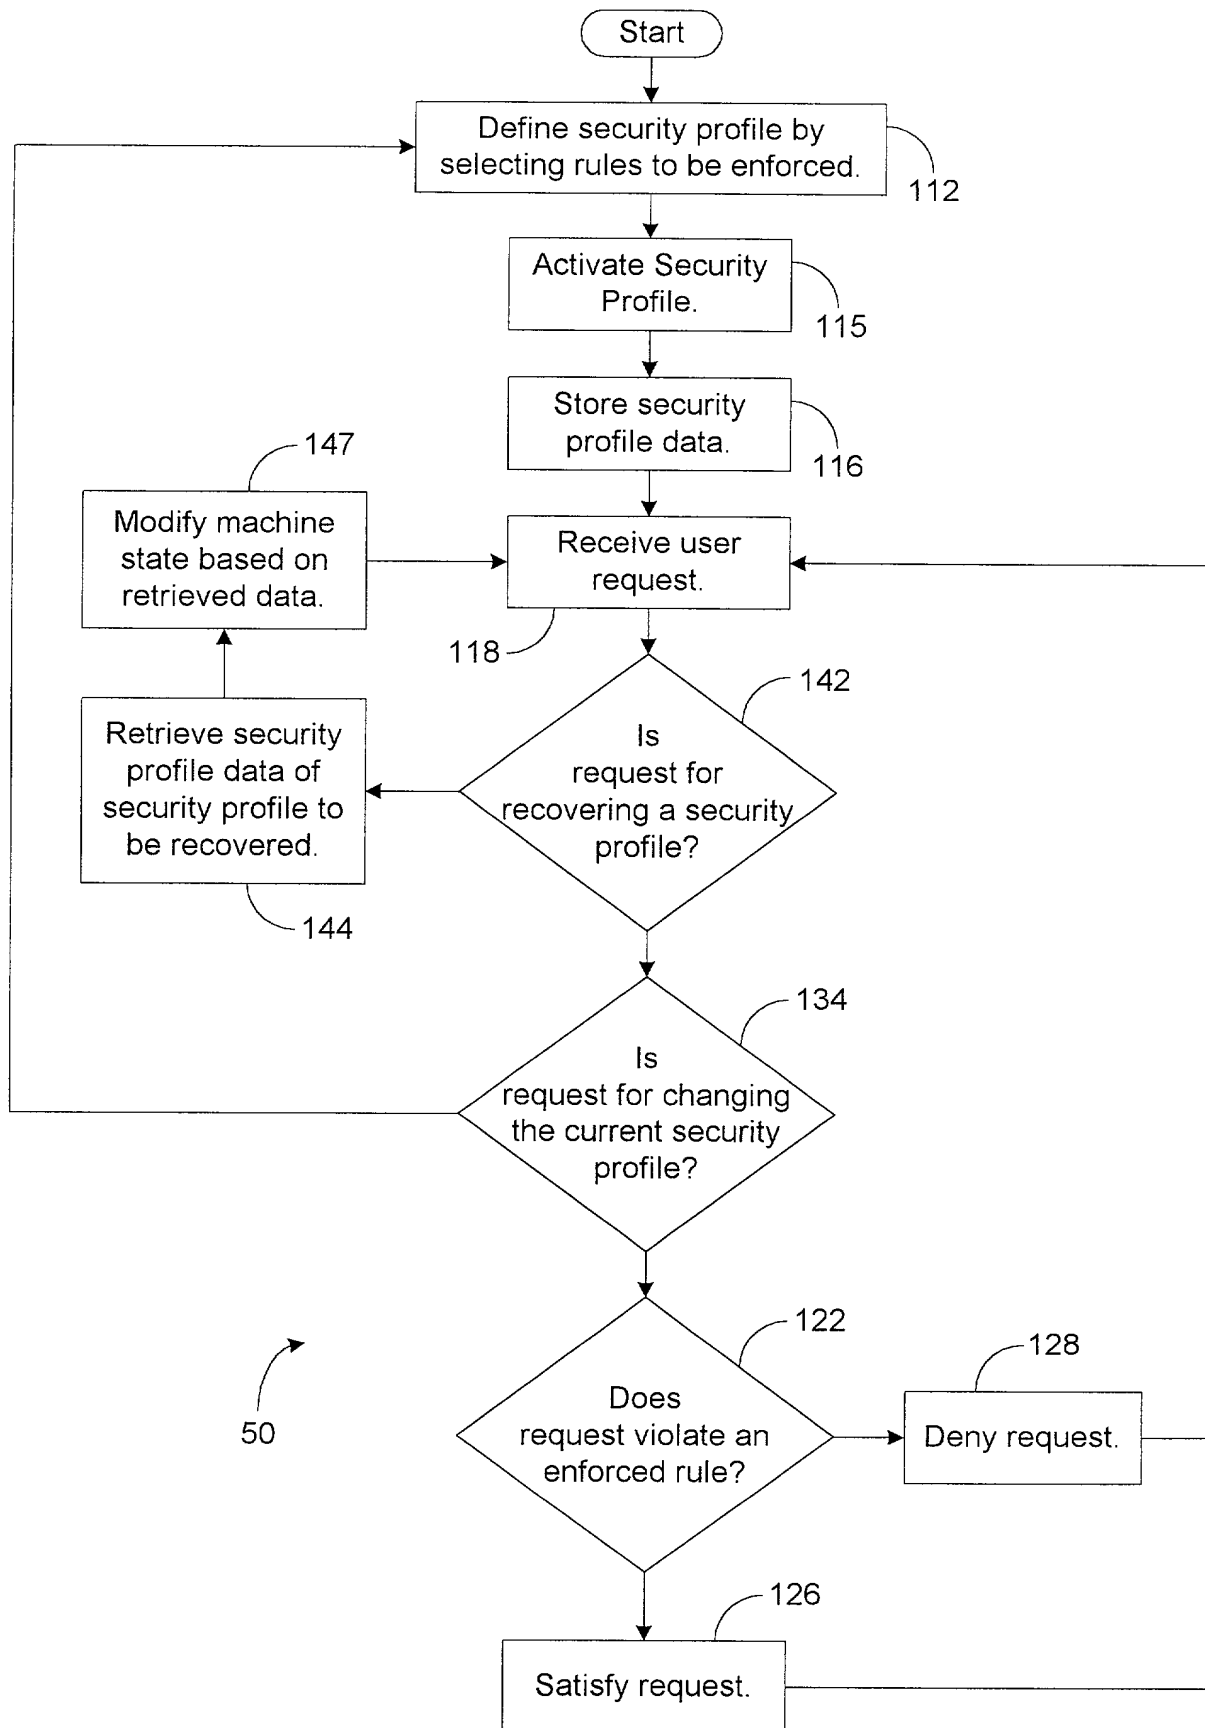 Start
Define security profile by
selecting rules to be enforced.
112
Activate Security
Profile.
115
Store security
profile data.
116
147
Modify machine
state based on
retrieved data.
Receive user
request.
118
142
Is
request for
recovering a security
profile?
Retrieve security
profile data of
security profile to
be recovered.
144
134
Is
request for changing
the current security
profile?
122
Does
request violate an
enforced rule?
128
Deny request.
50
126
Satisfy request.